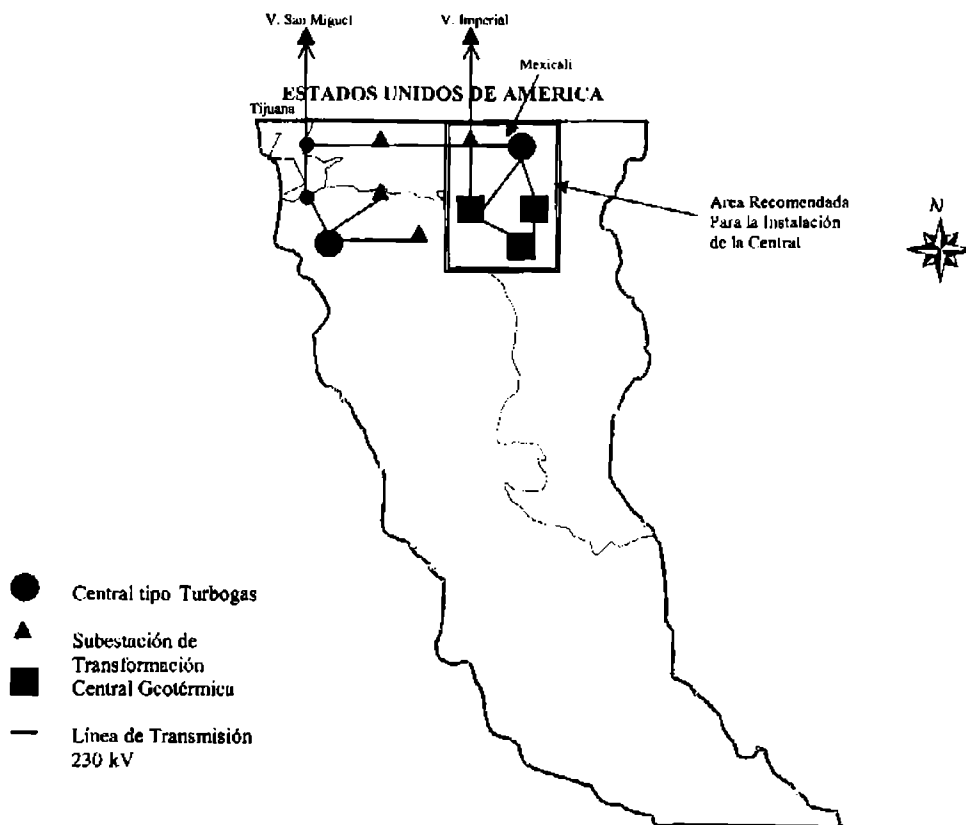 V. San Miguel
V. Imperial
Mexicali
ESTADOS UNIDOS DE AMERICA
Tijuana
Area Recomendada
Para la Instalación
de la Central
N
Central tipo Turbogas
Subestación de
Transformación
Central Geotérmica
Línea de Transmisión
230 kV